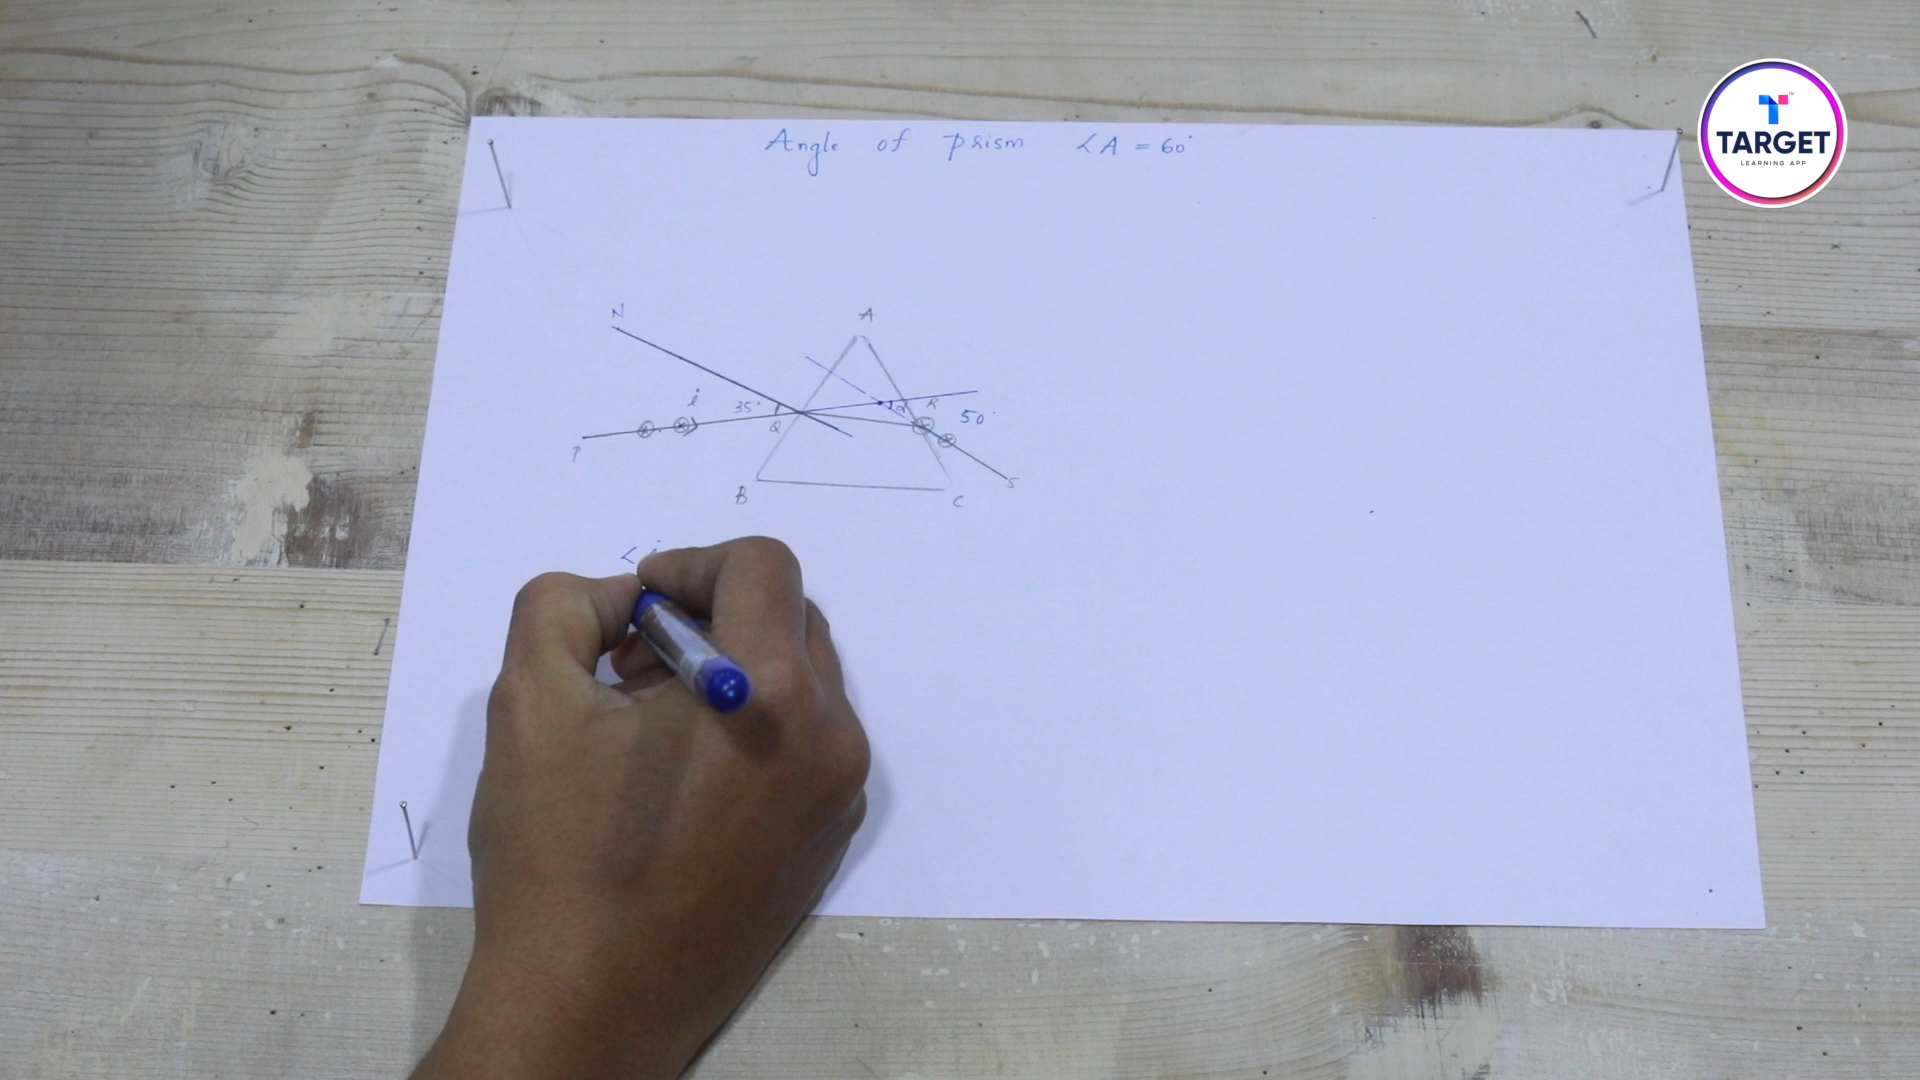 TARGET
LEARNING APP
Angle of prism ∠A = 60°
N
A
i
35°
R
d
50°
Q
P
S
B
C
∠i